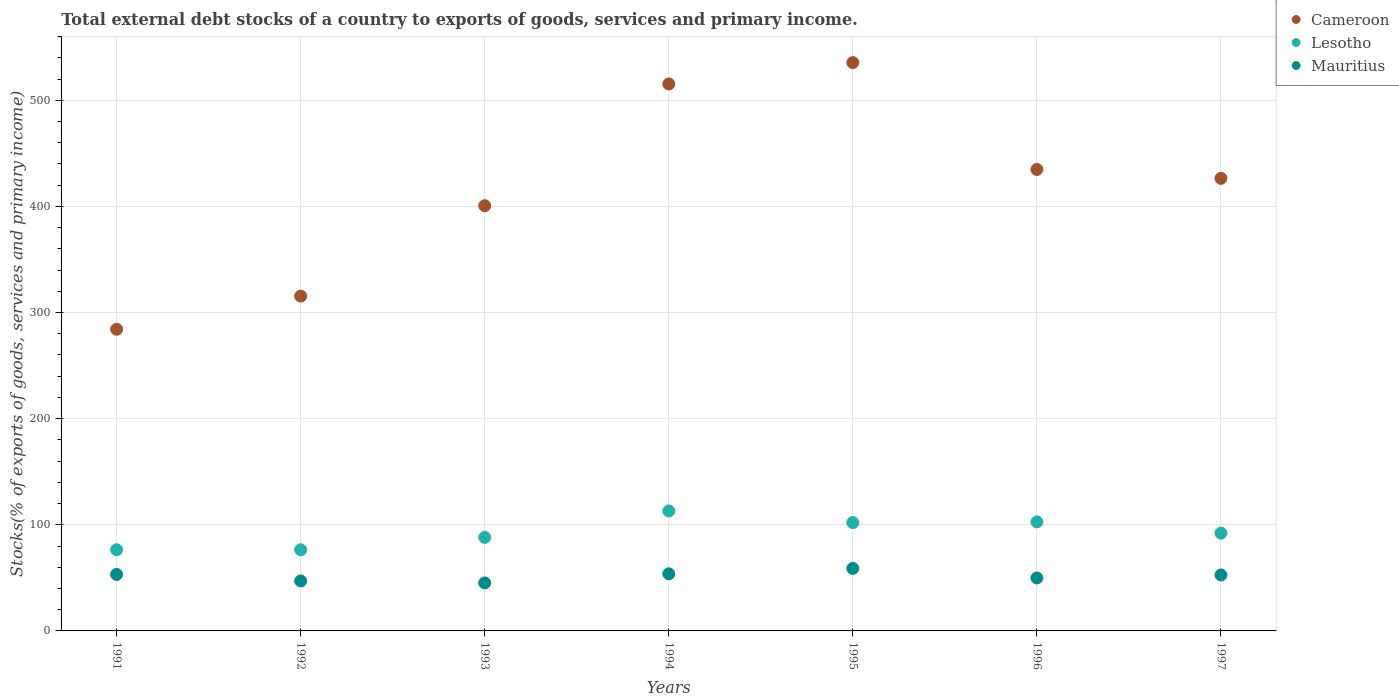 Total external debt stocks of a country to exports of goods, services and primary income.
Cameroon
Lesotho
Mauritius
Stocks(% of exports of goods, services and primary income)
500
400
300
200
100
0
1991
1992
1993
1994
1995
1996
1997
Years